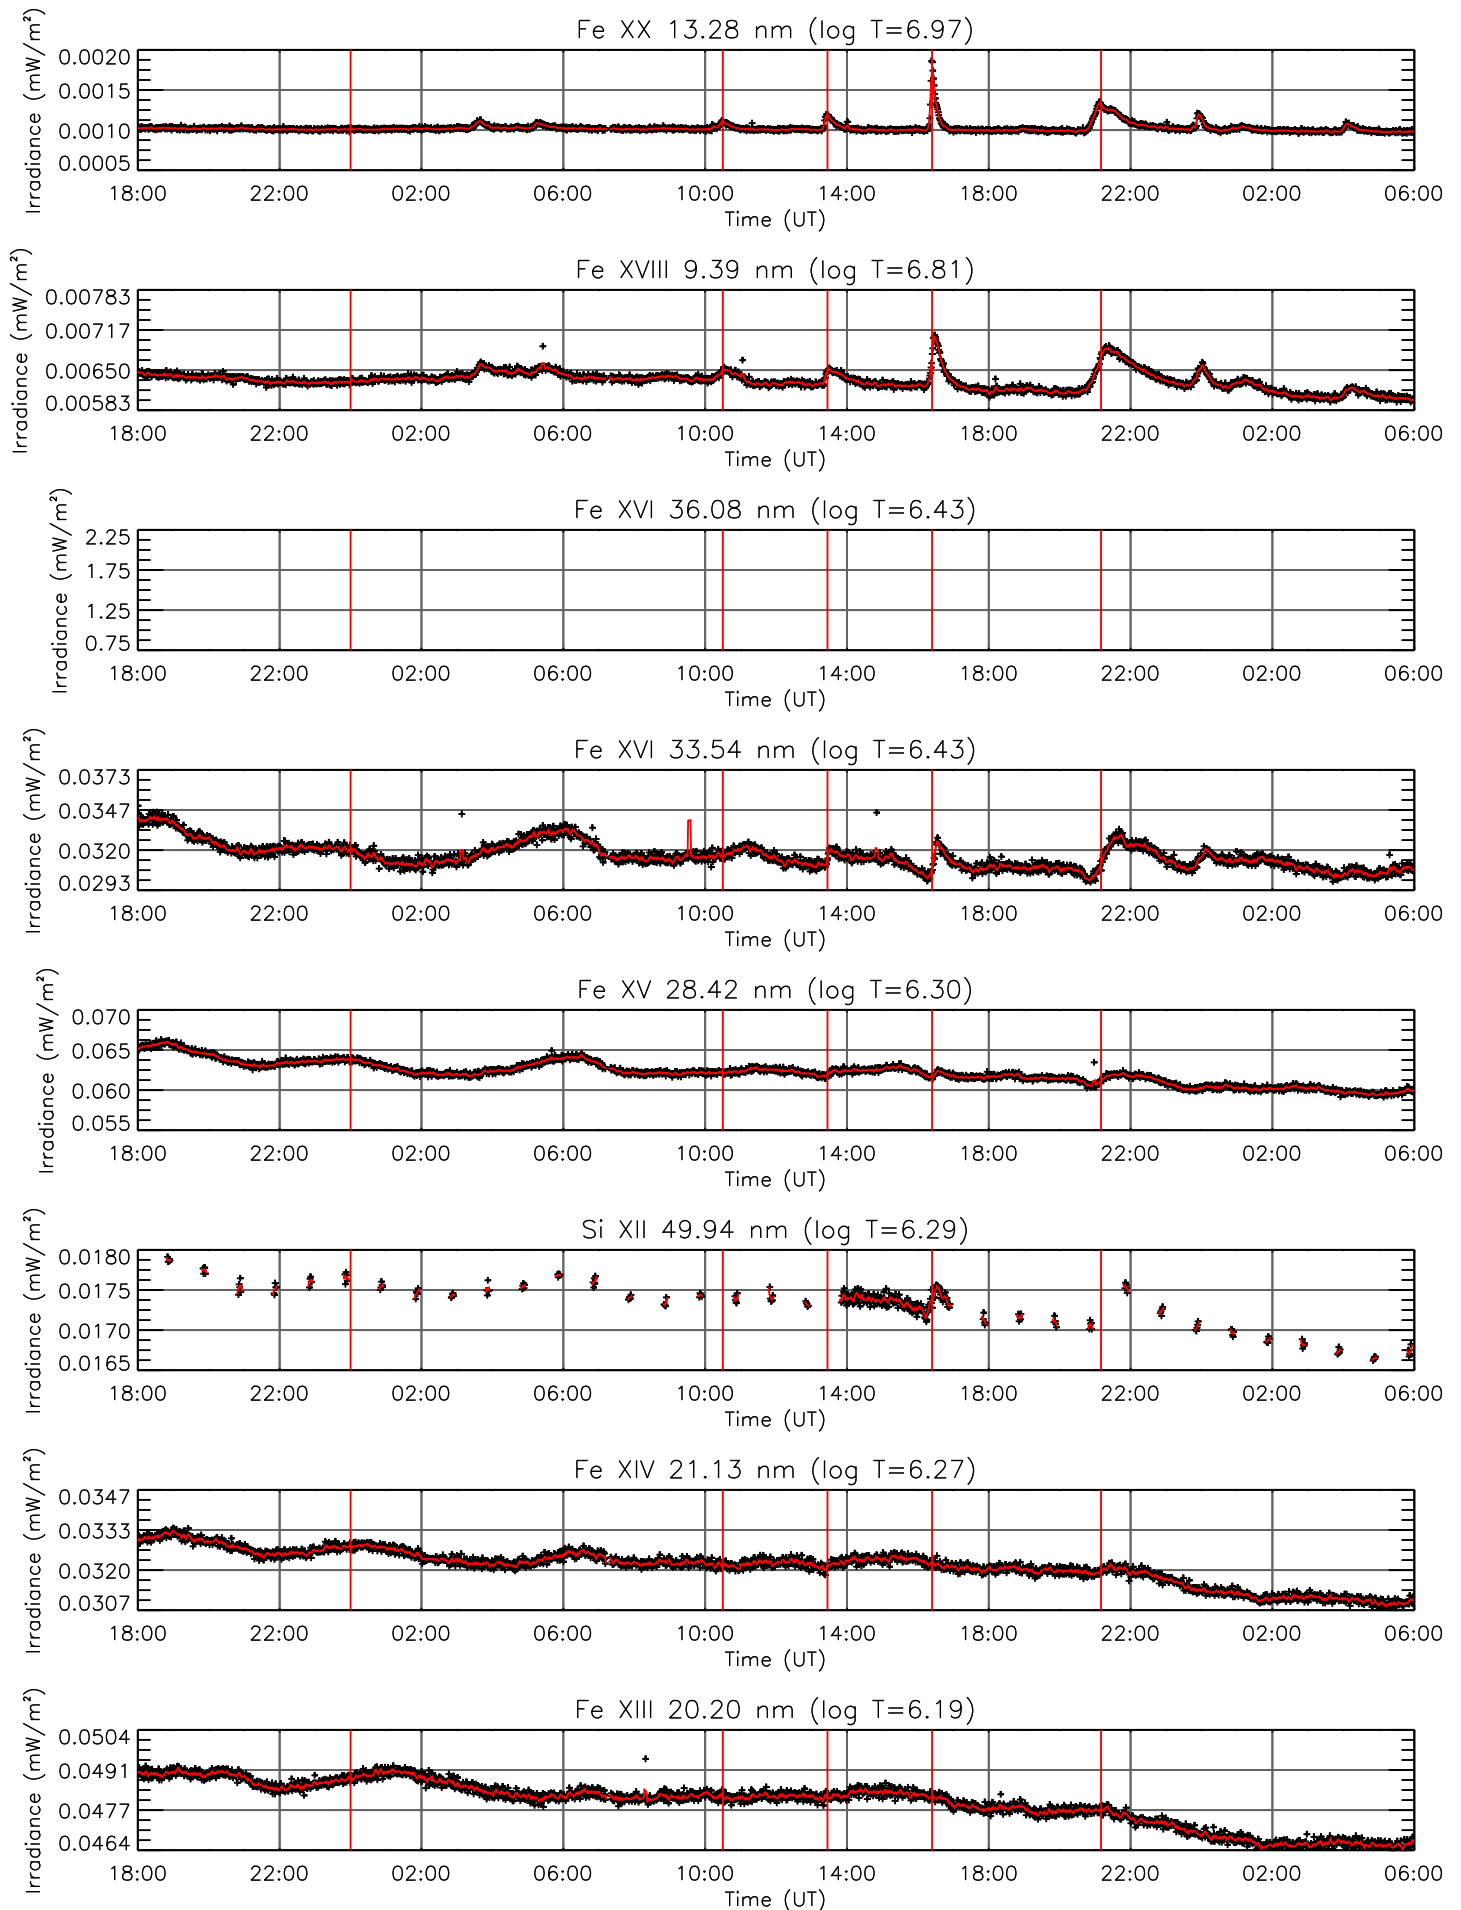 Fe XX 13.28 nm (log T=6.97)
Irradiance (mW/m²)
0.0020
0.0015
0.0010
0.0005
18:00 22:00 02:00 06:00 10:00 14:00 18:00 22:00 02:00 06:00
Time (UT)
Fe XVIII 9.39 nm (log T=6.81)
Irradiance (mW/m²)
0.00783
0.00717
0.00650
0.00583
18:00 22:00 02:00 06:00 10:00 14:00 18:00 22:00 02:00 06:00
Time (UT)
Fe XVI 36.08 nm (log T=6.43)
Irradiance (mW/m²)
2.25
1.75
1.25
0.75
18:00 22:00 02:00 06:00 10:00 14:00 18:00 22:00 02:00 06:00
Time (UT)
Fe XVI 33.54 nm (log T=6.43)
Irradiance (mW/m²)
0.0373
0.0347
0.0320
0.0293
18:00 22:00 02:00 06:00 10:00 14:00 18:00 22:00 02:00 06:00
Time (UT)
Fe XV 28.42 nm (log T=6.30)
Irradiance (mW/m²)
0.070
0.065
0.060
0.055
18:00 22:00 02:00 06:00 10:00 14:00 18:00 22:00 02:00 06:00
Time (UT)
Si XII 49.94 nm (log T=6.29)
Irradiance (mW/m²)
0.0180
0.0175
0.0170
0.0165
18:00 22:00 02:00 06:00 10:00 14:00 18:00 22:00 02:00 06:00
Time (UT)
Fe XIV 21.13 nm (log T=6.27)
Irradiance (mW/m²)
0.0347
0.0333
0.0320
0.0307
18:00 22:00 02:00 06:00 10:00 14:00 18:00 22:00 02:00 06:00
Time (UT)
Fe XIII 20.20 nm (log T=6.19)
Irradiance (mW/m²)
0.0504
0.0491
0.0477
0.0464
18:00 22:00 02:00 06:00 10:00 14:00 18:00 22:00 02:00 06:00
Time (UT)